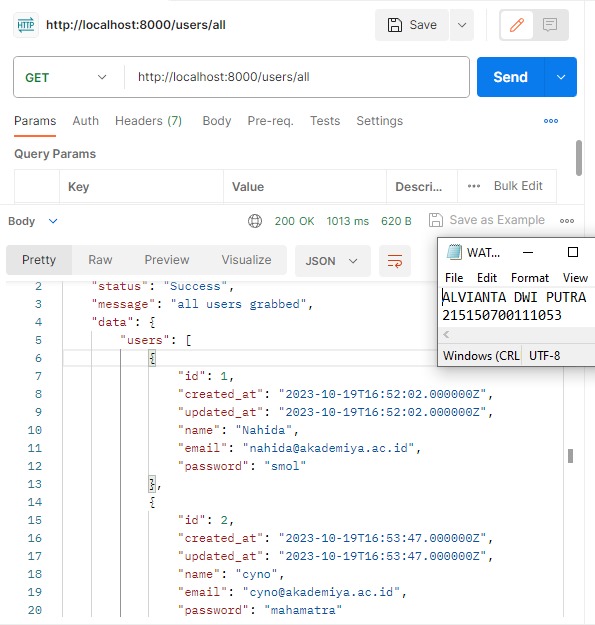 HTTP http://localhost:8000/users/all Save
GET http://localhost:8000/users/all Send
Params Auth Headers (7) Body Pre-req. Tests Settings
Query Params
Key Value Descri... Bulk Edit
Body 200 OK 1013 ms 620 B Save as Example
Pretty Raw Preview Visualize JSON
2 "status": "Success",
3 "message": "all users grabbed",
4 "data": {
5 "users": [
6 {
7 "id": 1,
8 "created_at": "2023-10-19T16:52:02.000000Z",
9 "updated_at": "2023-10-19T16:52:02.000000Z",
10 "name": "Nahida",
11 "email": "nahida@akademiya.ac.id",
12 "password": "smol"
13 },
14 {
15 "id": 2,
16 "created_at": "2023-10-19T16:53:47.000000Z",
17 "updated_at": "2023-10-19T16:53:47.000000Z",
18 "name": "cyno",
19 "email": "cyno@akademiya.ac.id",
20 "password": "mahamatra"
WAT...
File Edit Format View
ALVIANTA DWI PUTRA
215150700111053
Windows (CRL UTF-8